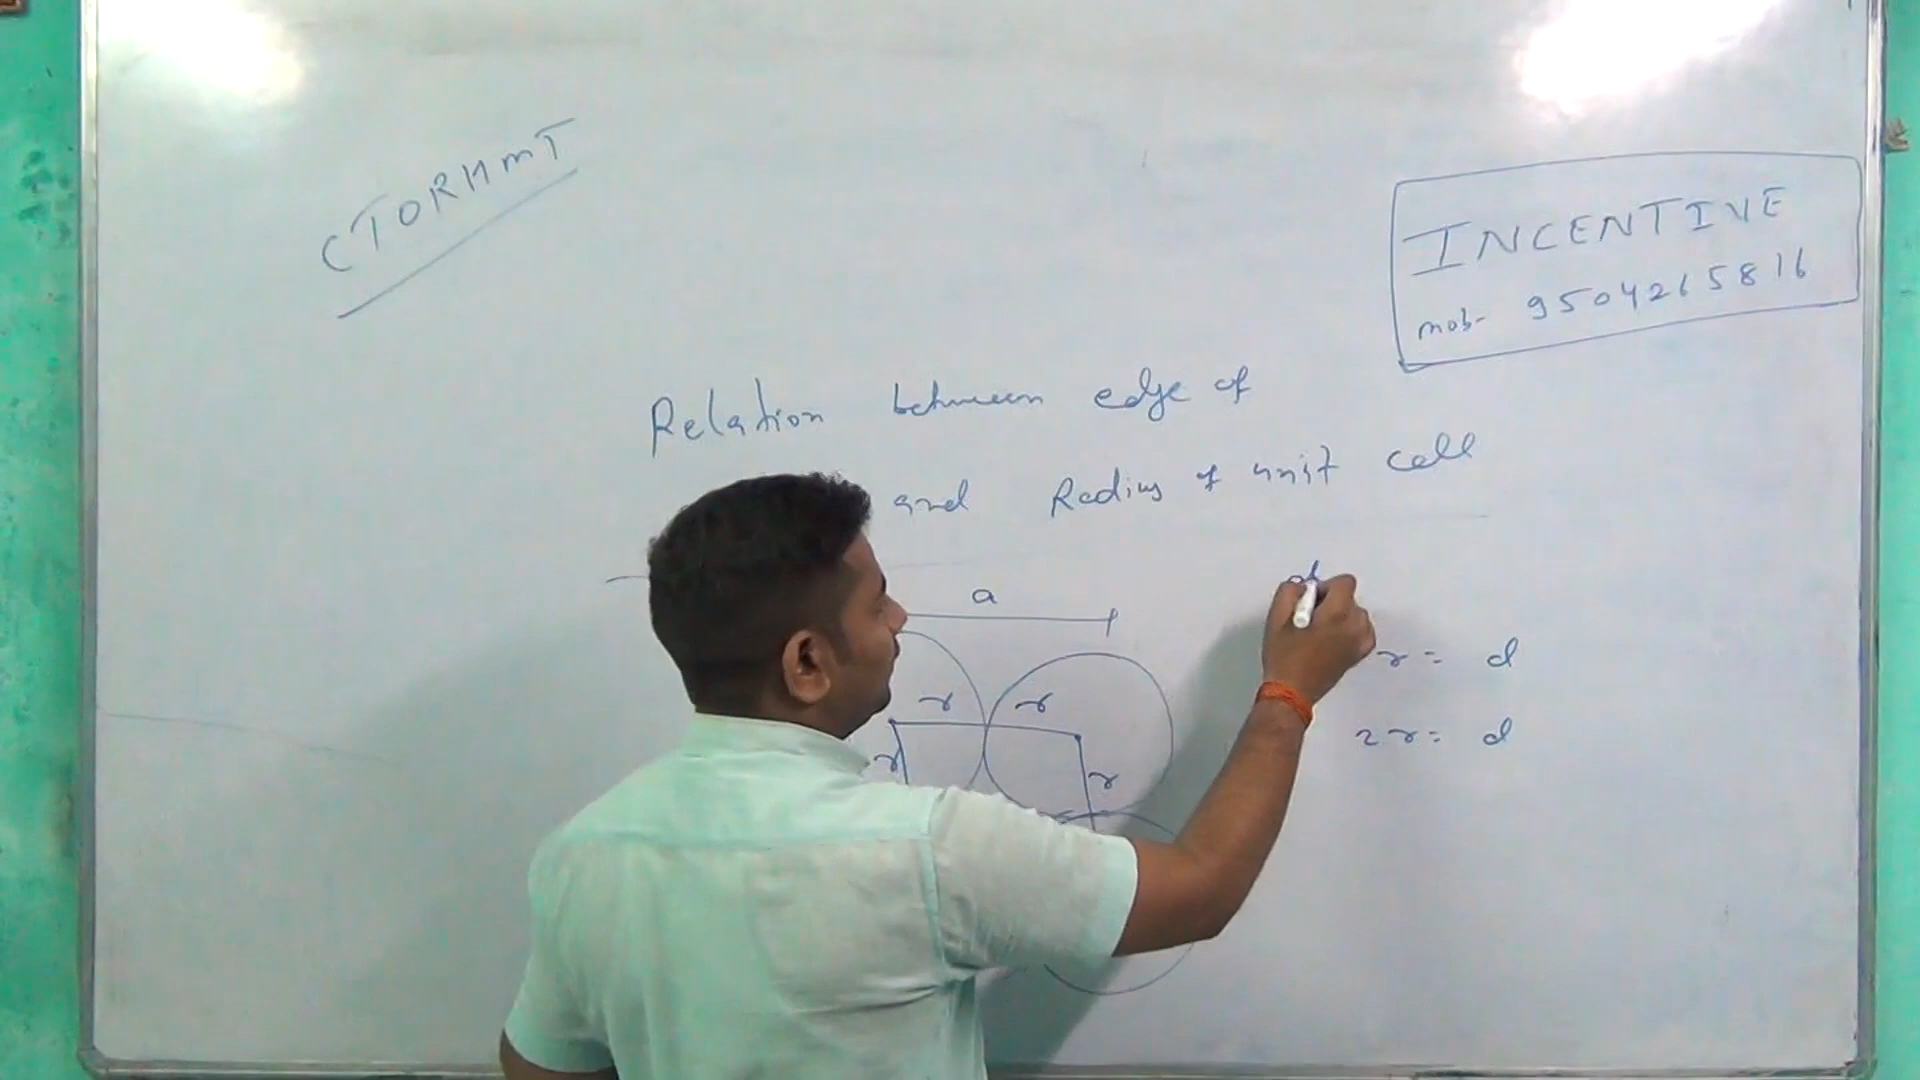 CTORHMT
INCENTIVE
mob- 9504265816
Relation between edge of
and Radius of unit cell
a
r r
r r
r = d
2r = d